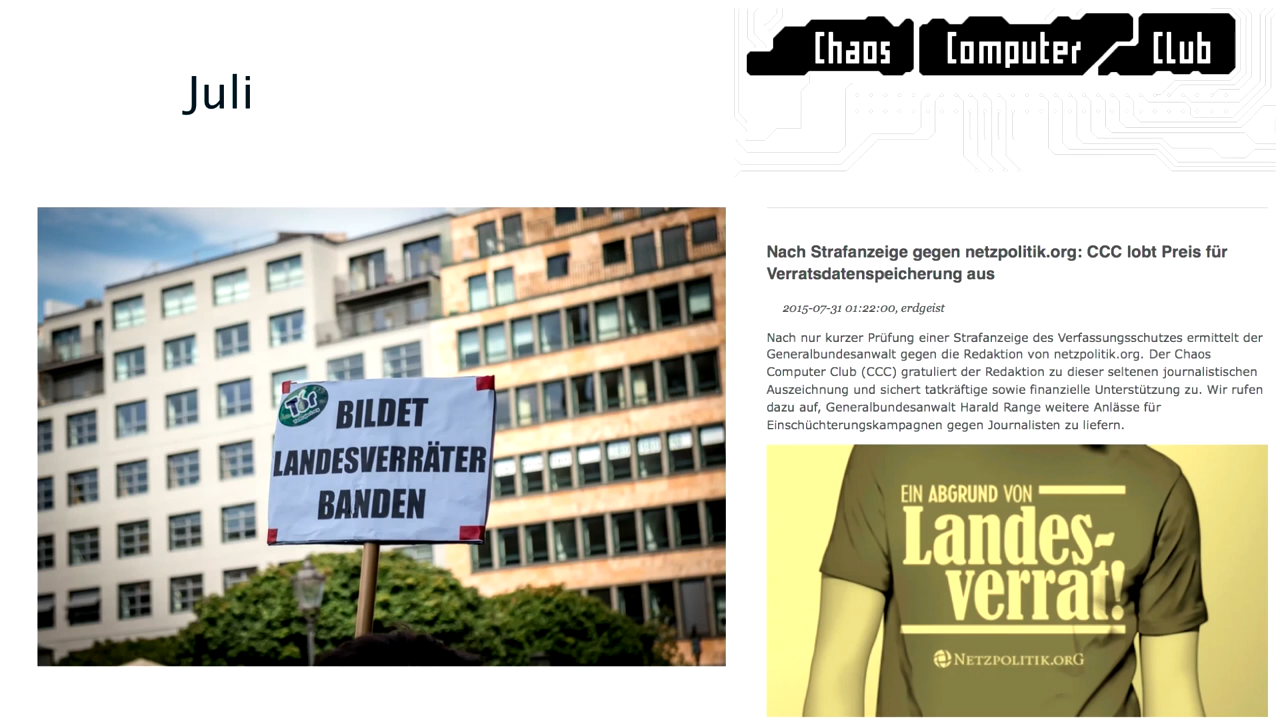 Juli
Chaos Computer Club
Tor
BILDET
LANDESVERRÄTER
BANDEN
Nach Strafanzeige gegen netzpolitik.org: CCC lobt Preis für
Verratsdatenspeicherung aus
2015-07-31 01:22:00, erdgeist
Nach nur kurzer Prüfung einer Strafanzeige des Verfassungsschutzes ermittelt der
Generalbundesanwalt gegen die Redaktion von netzpolitik.org. Der Chaos
Computer Club (CCC) gratuliert der Redaktion zu dieser seltenen journalistischen
Auszeichnung und sichert tatkräftige sowie finanzielle Unterstützung zu. Wir rufen
dazu auf, Generalbundesanwalt Harald Range weitere Anlässe für
Einschüchterungskampagnen gegen Journalisten zu liefern.
EIN ABGRUND VON
Landes-
verrat!
NETZPOLITIK.ORG